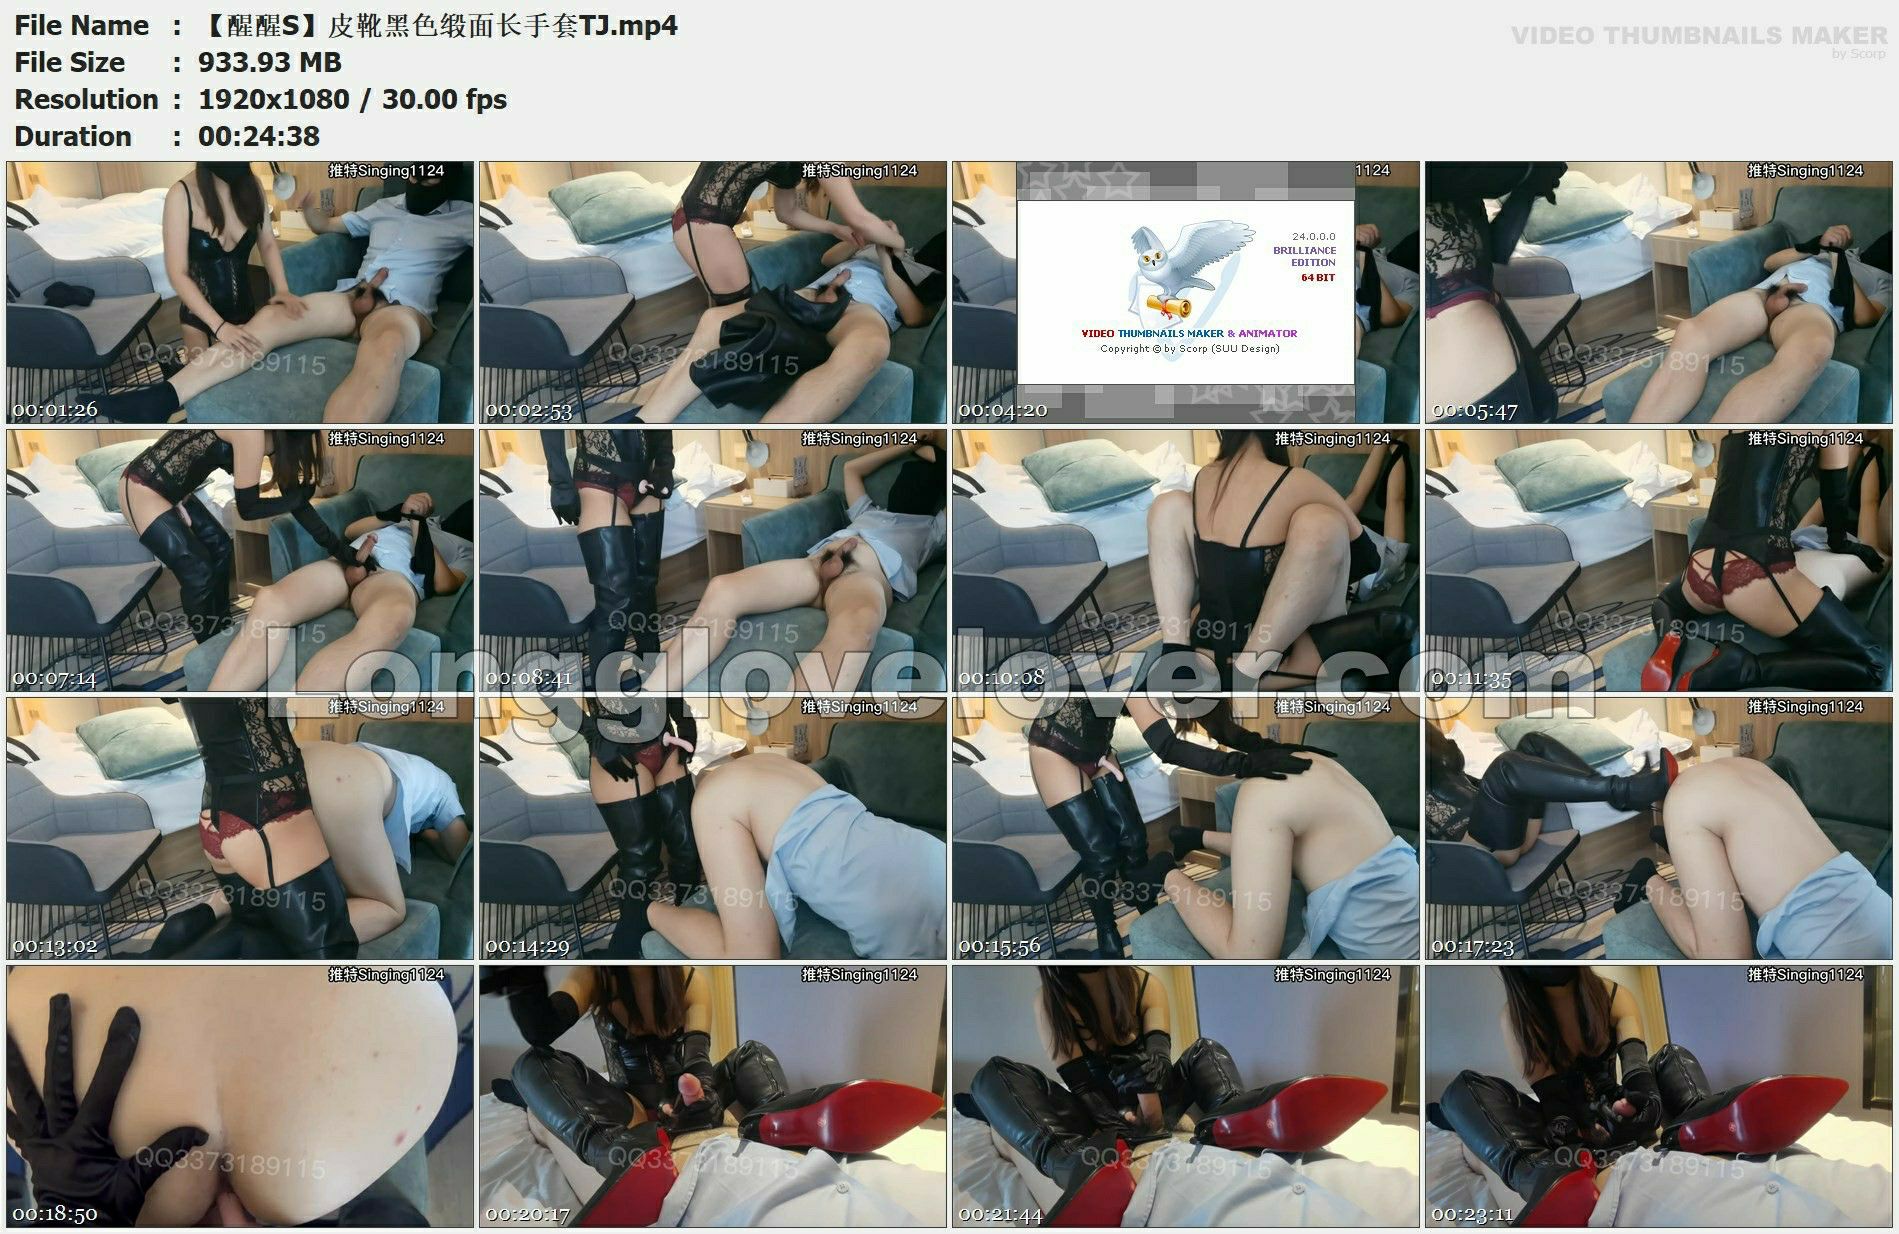 File Name : 【醒醒S】皮靴黑色缎面长手套TJ.mp4
File Size : 933.93 MB
Resolution : 1920x1080 / 30.00 fps
Duration : 00:24:38
VIDEO THUMBNAILS MAKER
by Scorp
推特Singing1124
QQ3373189115
00:01:26
推特Singing1124
QQ3373189115
00:02:53
1124
24.0.0.0
BRILLIANCE
EDITION
64 BIT
VIDEO THUMBNAILS MAKER & ANIMATOR
Copyright © by Scorp (SUU Design)
00:04:20
推特Singing1124
QQ3373189115
00:05:47
推特Singing1124
QQ3373189115
00:07:14
推特Singing1124
QQ3373189115
00:08:41
推特Singing1124
QQ3373189115
00:10:08
推特Singing1124
QQ3373189115
00:11:35
Longglovelover.com
推特Singing1124
QQ3373189115
00:13:02
推特Singing1124
QQ3373189115
00:14:29
推特Singing1124
QQ3373189115
00:15:56
推特Singing1124
QQ3373189115
00:17:23
推特Singing1124
QQ3373189115
00:18:50
推特Singing1124
QQ3373189115
00:20:17
推特Singing1124
QQ3373189115
00:21:44
推特Singing1124
QQ3373189115
00:23:11